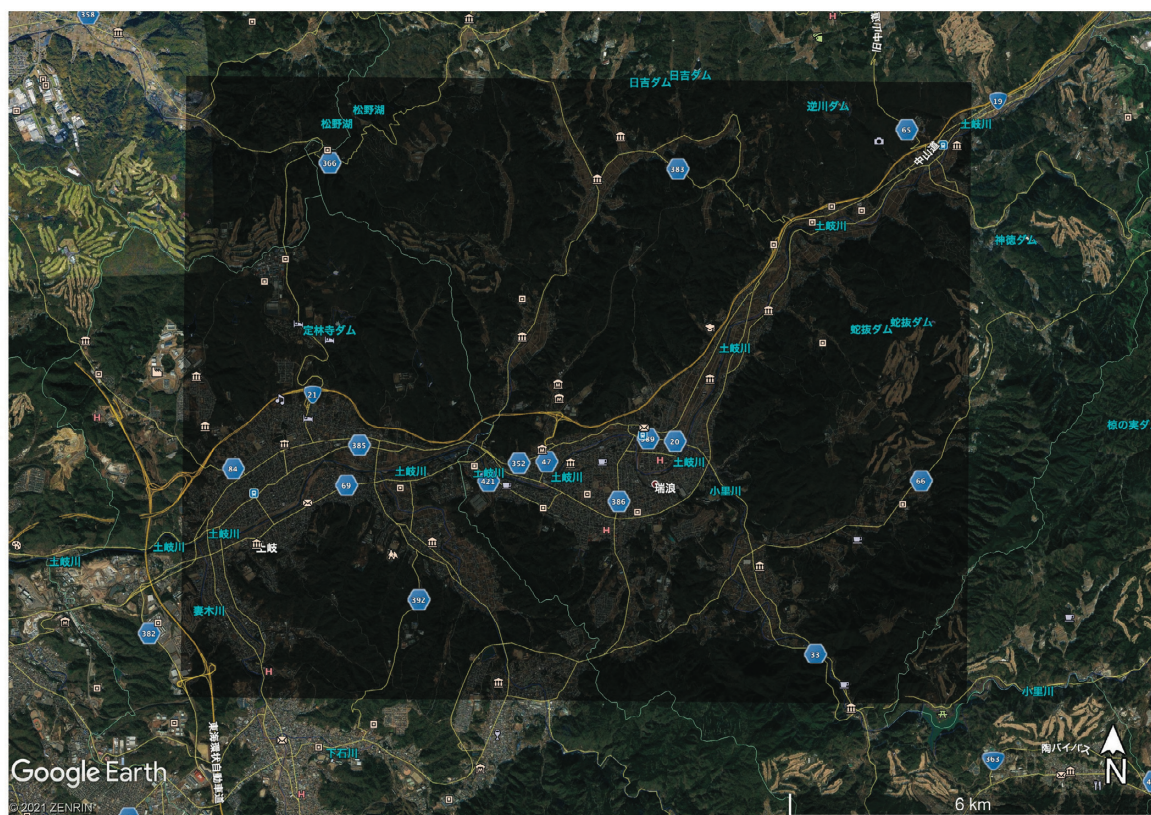 358
日吉ダム
日吉ダム
松野湖
松野湖
逆川ダム
19
65
土岐川
中山道
366
383
土岐川
神徳ダム
定林寺ダム
蛇抜ダム
蛇抜ダム
土岐川
21
385
20
土岐川
84
352
47
土岐川
土岐川
土岐川
421
69
386
瑞浪
小里川
66
土岐川
土岐川
土岐
392
妻木川
382
33
小里川
東海環状自動車道
下石川
陶バイパス
363
N
Google Earth
© 2021 ZENRIN
6 km